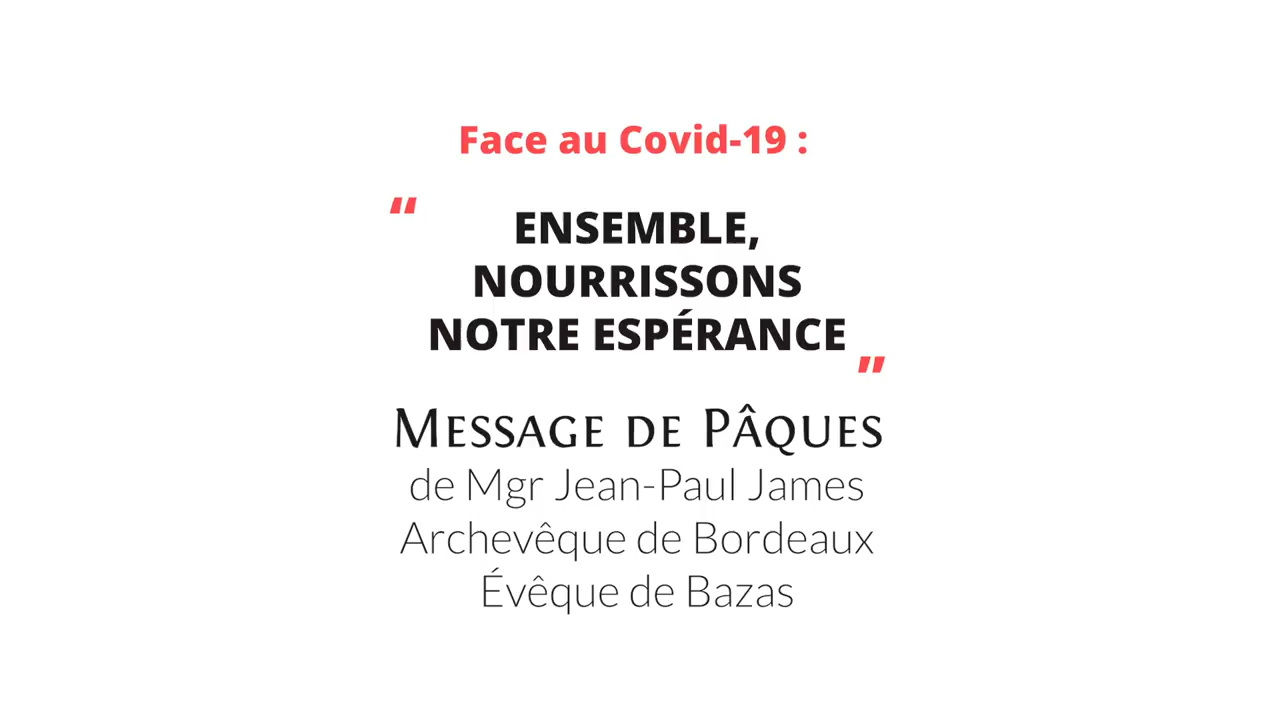 Face au Covid-19 :
“ ENSEMBLE,
NOURRISSONS
NOTRE ESPÉRANCE ”
Message de Pâques
de Mgr Jean-Paul James
Archevêque de Bordeaux
Évêque de Bazas